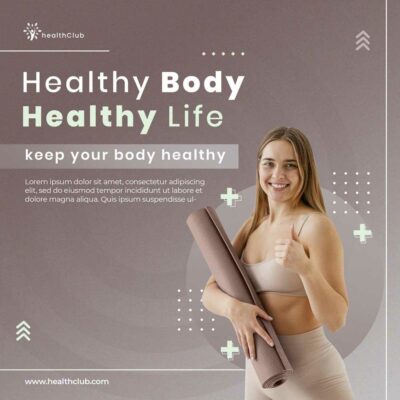 healthClub
Healthy Body
Healthy Life
keep your body healthy
Lorem ipsum dolor sit amet,
consectetur adipiscing elit, sed do
eiusmod tempor incididunt ut labore
et dolore magna aliqua. Quis ipsum
suspendisse ul-
www.healthclub.com